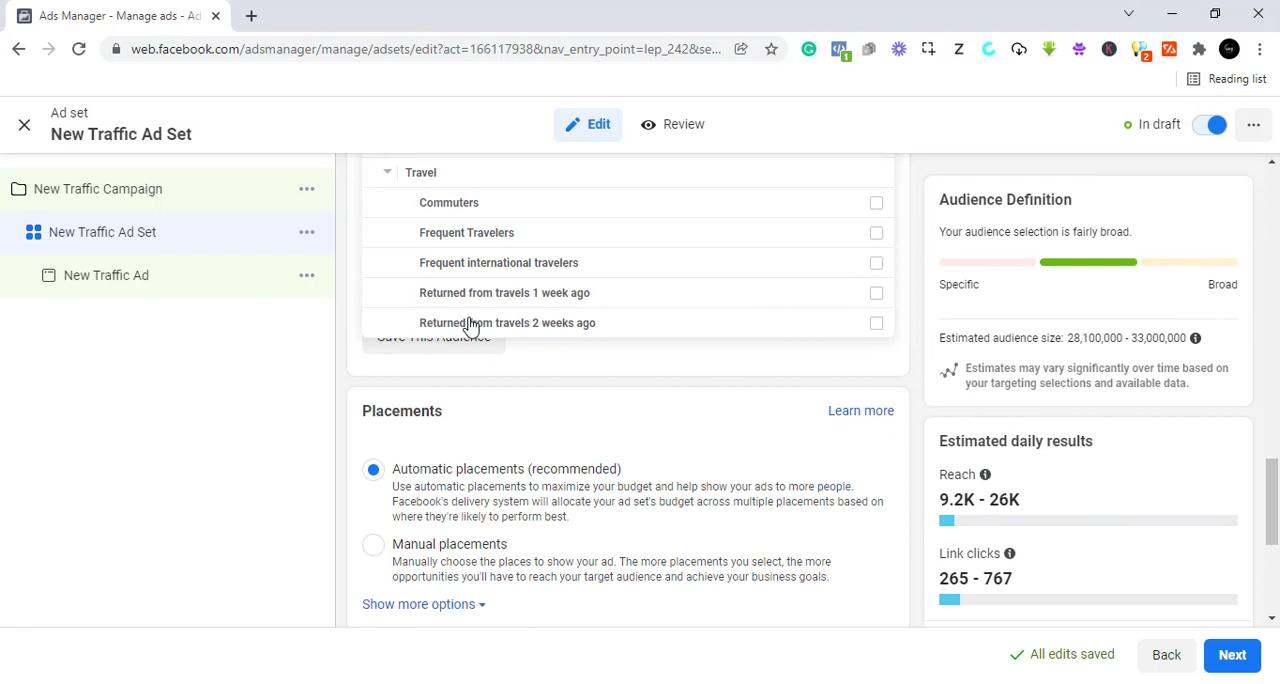 Ads Manager - Manage ads - Ad
web.facebook.com/adsmanager/manage/adsets/edit?act=166117938&nav_entry_point=lep_242&se...
1
Z
K
2
Reading list
Ad set
New Traffic Ad Set
Edit
Review
In draft
New Traffic Campaign
New Traffic Ad Set
New Traffic Ad
Travel
Commuters
Frequent Travelers
Frequent international travelers
Returned from travels 1 week ago
Returned from travels 2 weeks ago
Save This Audience
Placements
Learn more
Automatic placements (recommended)
Use automatic placements to maximize your budget and help show your ads to more people.
Facebook's delivery system will allocate your ad set's budget across multiple placements based on
where they're likely to perform best.
Manual placements
Manually choose the places to show your ad. The more placements you select, the more
opportunities you'll have to reach your target audience and achieve your business goals.
Show more options
Audience Definition
Your audience selection is fairly broad.
Specific
Broad
Estimated audience size: 28,100,000 - 33,000,000
Estimates may vary significantly over time based on
your targeting selections and available data.
Estimated daily results
Reach
9.2K - 26K
Link clicks
265 - 767
All edits saved
Back
Next